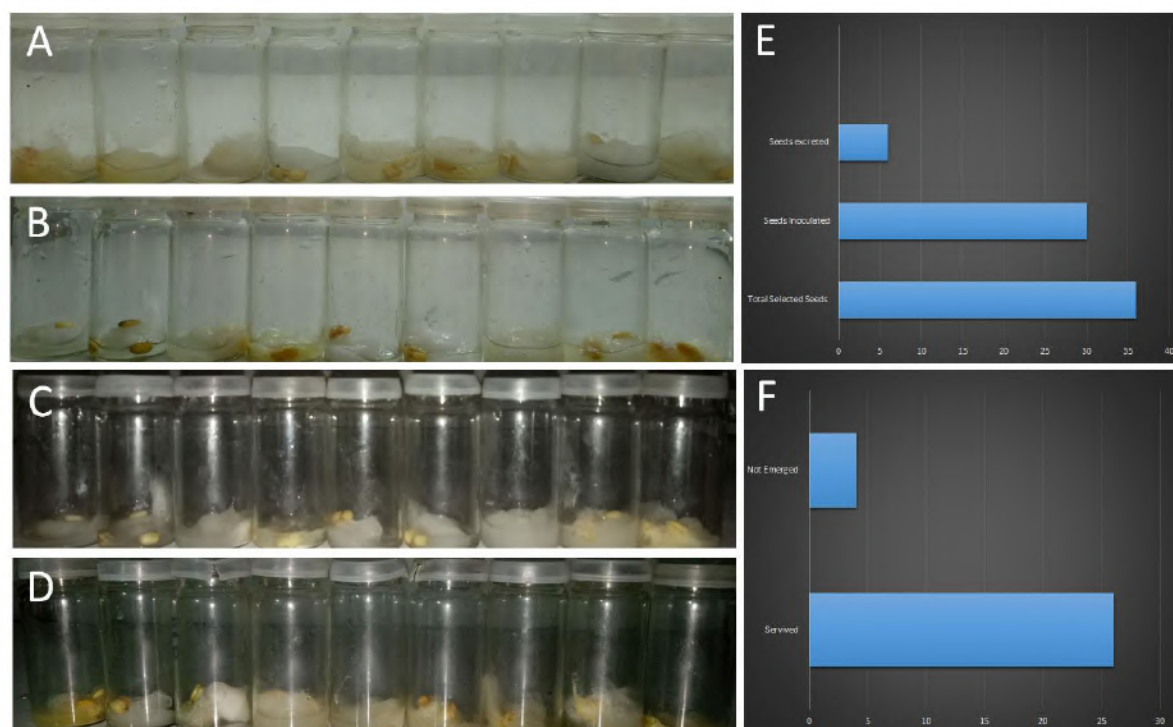 A
B
C
D
E
Seeds excreted
Seeds Inoculated
Total Selected Seeds
0 5 10 15 20 25 30 35 40
F
Not Emerged
Servived
0 5 10 15 20 25 30